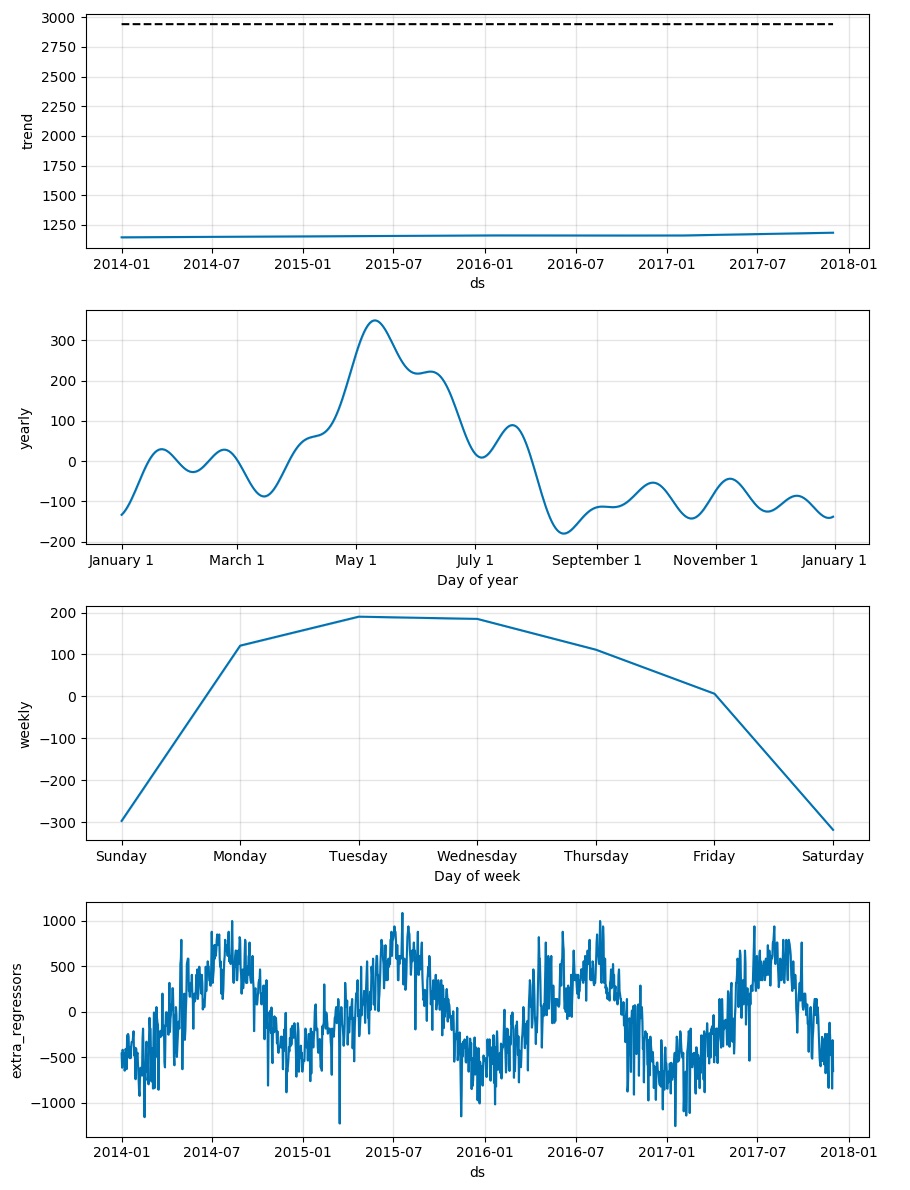 3000
2750
2500
2250
2000
1750
1500
1250
trend
2014-01 2014-07 2015-01 2015-07 2016-01 2016-07 2017-01 2017-07 2018-01
ds
300
200
100
0
−100
−200
yearly
January 1 March 1 May 1 July 1 September 1 November 1 January 1
Day of year
200
100
0
−100
−200
−300
weekly
Sunday Monday Tuesday Wednesday Thursday Friday Saturday
Day of week
1000
500
0
−500
−1000
extra_regressors
2014-01 2014-07 2015-01 2015-07 2016-01 2016-07 2017-01 2017-07 2018-01
ds